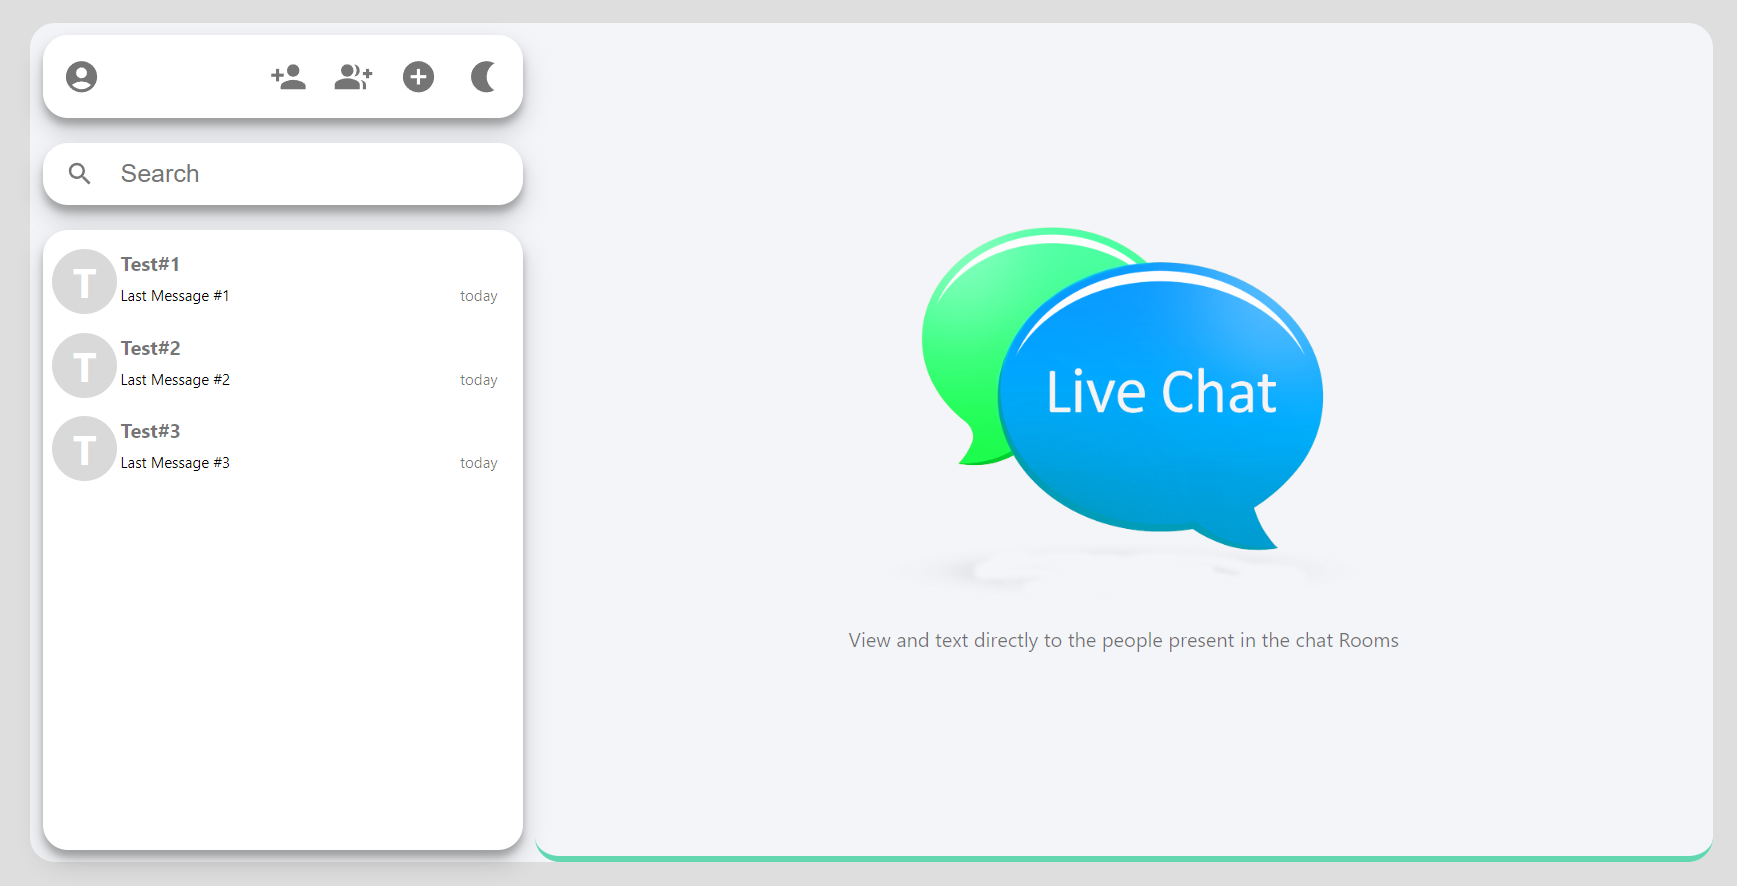 Search
T
Test#1
Last Message #1 today
T
Test#2
Last Message #2 today
T
Test#3
Last Message #3 today
Live Chat
View and text directly to the people present in the chat Rooms